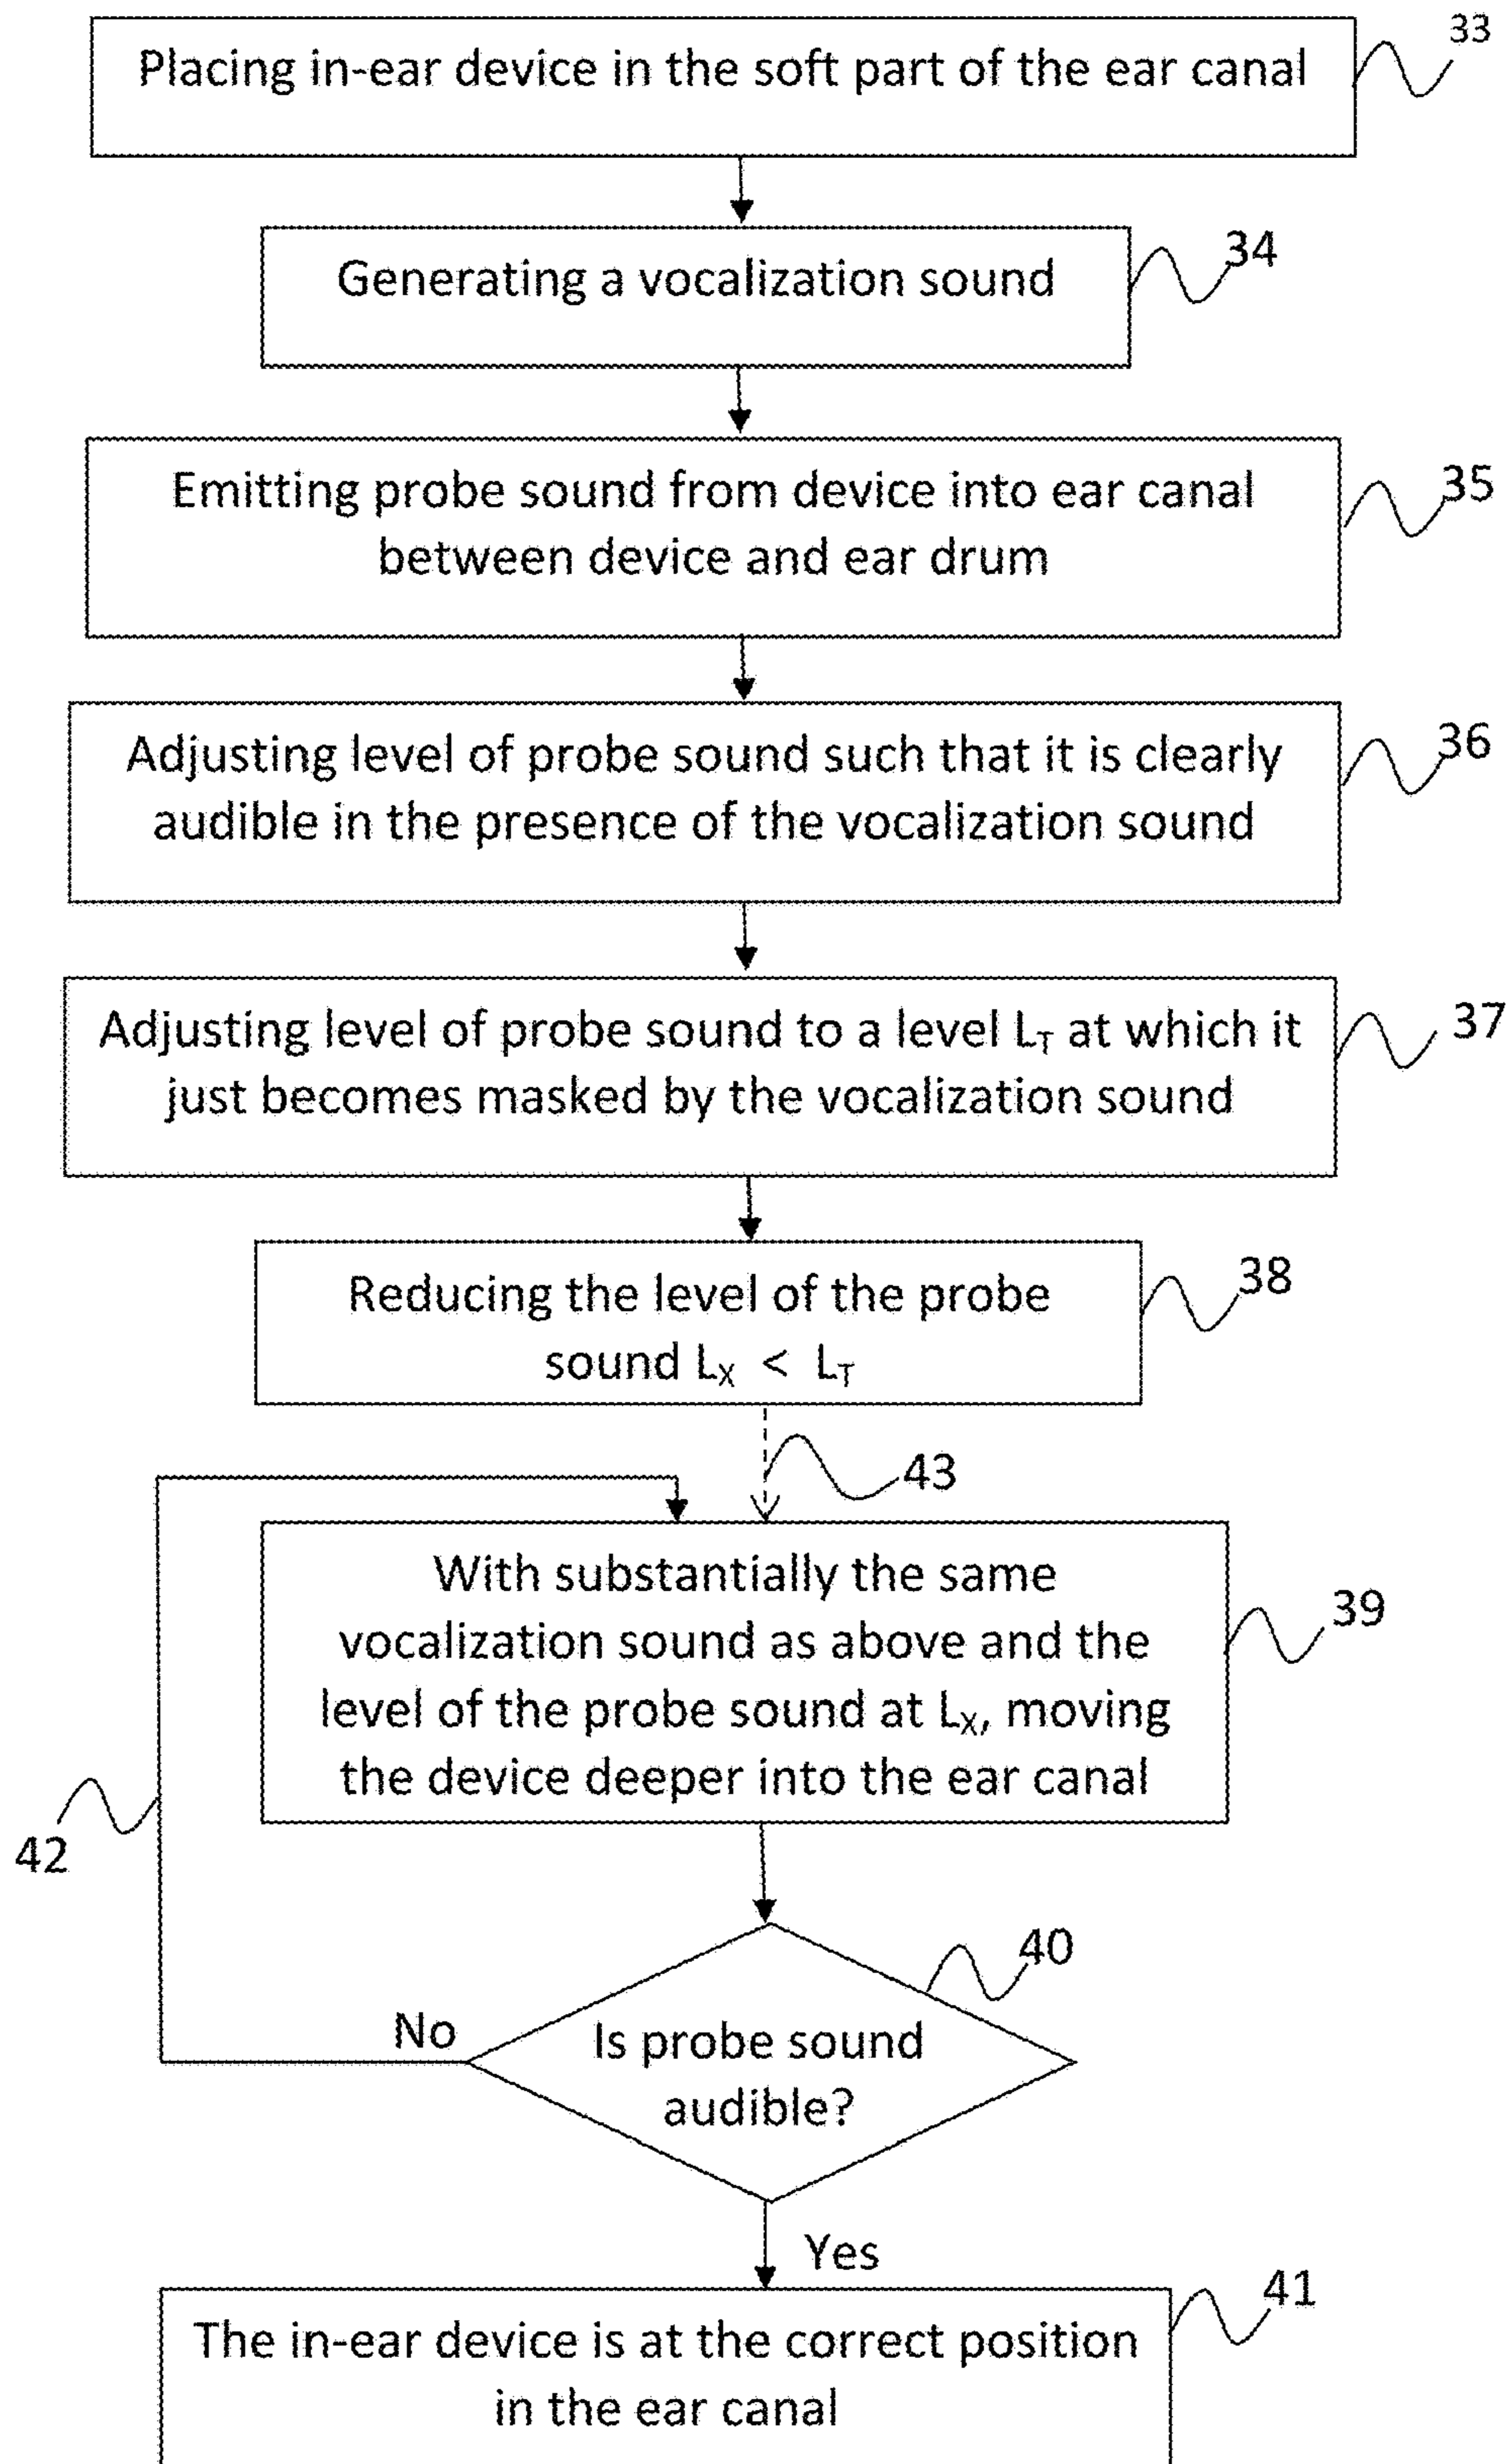 33
Placing in-ear device in the soft part of the ear canal
34
Generating a vocalization sound
Emitting probe sound from device into ear canal
35
between device and ear drum
36
Adjusting level of probe sound such that it is clearly
audible in the presence of the vocalization sound
37
Adjusting level of probe sound to a level L_T at which it
just becomes masked by the vocalization sound
38
Reducing the level of the probe
sound L_X < L_T
43
With substantially the same
39
vocalization sound as above and the
level of the probe sound at L_X, moving
the device deeper into the ear canal
42
40
No
Is probe sound
audible?
Yes
41
The in-ear device is at the correct position
in the ear canal